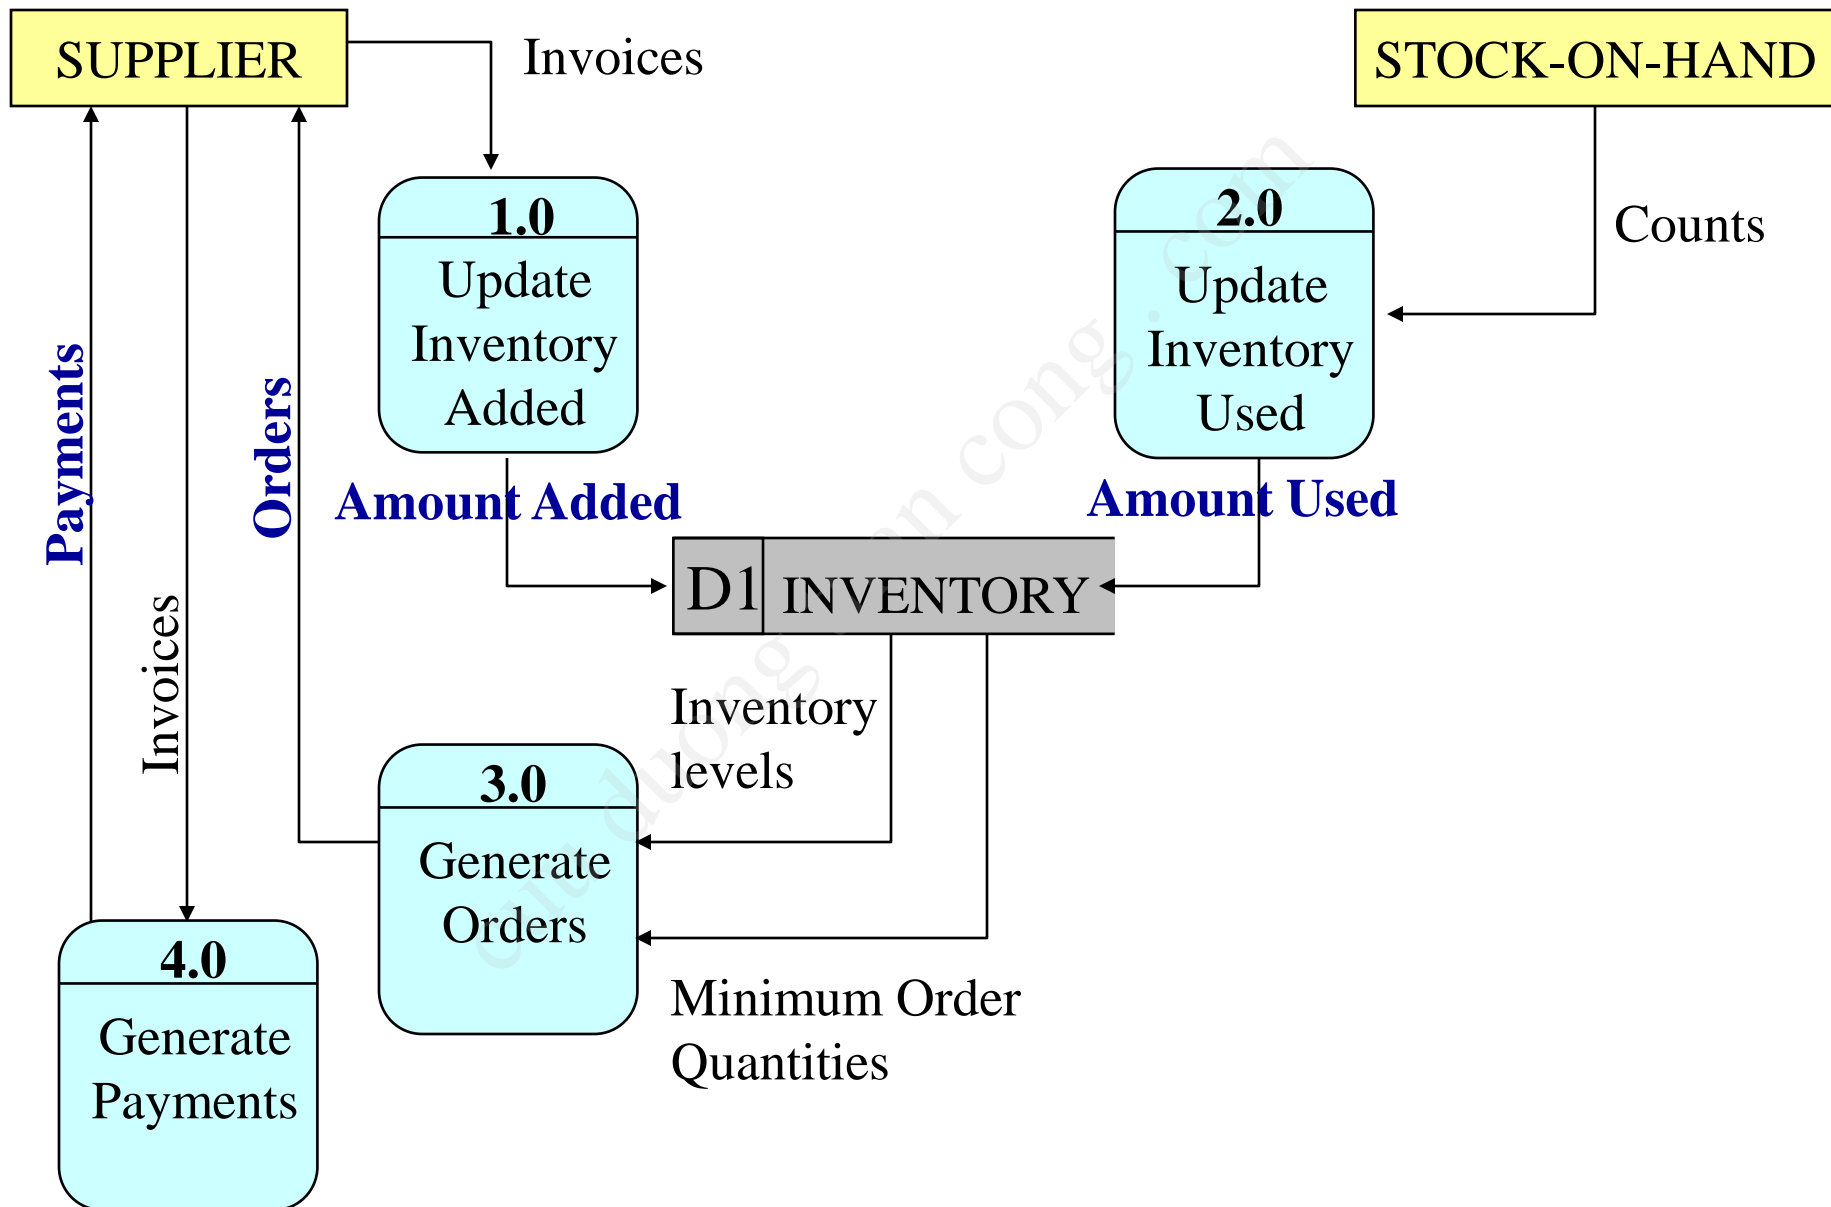 SUPPLIER
Invoices
STOCK-ON-HAND
1.0
Update
Inventory
Added
2.0
Update
Inventory
Used
Counts
Payments
Invoices
Orders
Amount Added
Amount Used
D1 INVENTORY
Inventory
levels
3.0
Generate
Orders
Minimum Order
Quantities
4.0
Generate
Payments